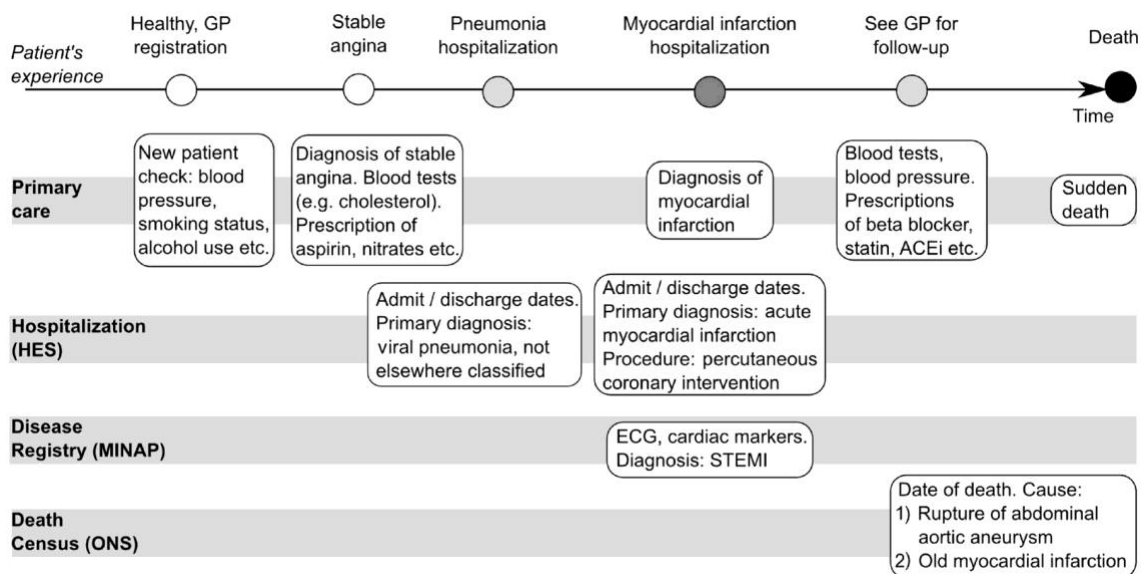 Patient's
experience
Healthy, GP
registration
Stable
angina
Pneumonia
hospitalization
Myocardial infarction
hospitalization
See GP for
follow-up
Death
Time
Primary
care
New patient
check: blood
pressure,
smoking status,
alcohol use etc.
Diagnosis of stable
angina. Blood tests
(e.g. cholesterol).
Prescription of
aspirin, nitrates etc.
Diagnosis of
myocardial
infarction
Blood tests,
blood pressure.
Prescriptions
of beta blocker,
statin, ACEi etc.
Sudden
death
Hospitalization
(HES)
Admit / discharge dates.
Primary diagnosis:
viral pneumonia, not
elsewhere classified
Admit / discharge dates.
Primary diagnosis: acute
myocardial infarction
Procedure: percutaneous
coronary intervention
Disease
Registry (MINAP)
ECG, cardiac markers.
Diagnosis: STEMI
Death
Census (ONS)
Date of death. Cause:
1) Rupture of abdominal
aortic aneurysm
2) Old myocardial infarction